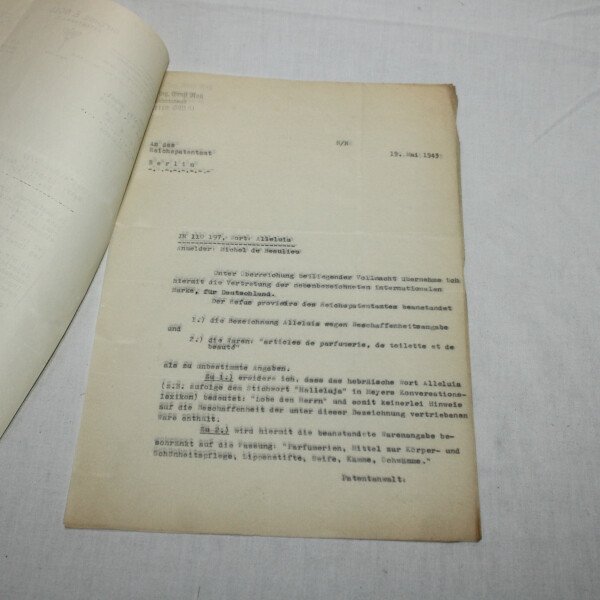 An das
Reichspatentamt
Berlin
19. Mai 1943
IR 110 197, Wort: Alleluia
Anmelder: Michel de Beaulieu
Unter Überreichung beiliegender Vollmacht übernehme ich
hiermit die Vertretung der nebenbezeichneten internationalen
Marke, für Deutschland.
Der Refus provisire des Reichspatentamtes beanstandet
1.) die Bezeichnung Alleluia wegen Beschaffenheitsangabe
und
2.) die Waren: "articles de parfumerie, de toilette et de
beauté"
als zu unbestimmte Angaben.
Zu 1.) erwidere ich, dass das hebräische Wort Alleluia
(z.B. zufolge dem Stichwort "Halleluja" in Meyers Konversations-
lexikon) bedeutet: "Lobe den Herrn" und somit keinerlei Hinweis
auf die Beschaffenheit der unter dieser Bezeichnung vertriebenen
Ware enthält.
Zu 2.) wird hiermit die beanstandete Warenangabe be-
schränkt auf die Fassung: "Parfumerien, Mittel zur Körper- und
Schönheitspflege, Lippenstifte, Seife, Kämme, Schwämme."
Patentanwalt: